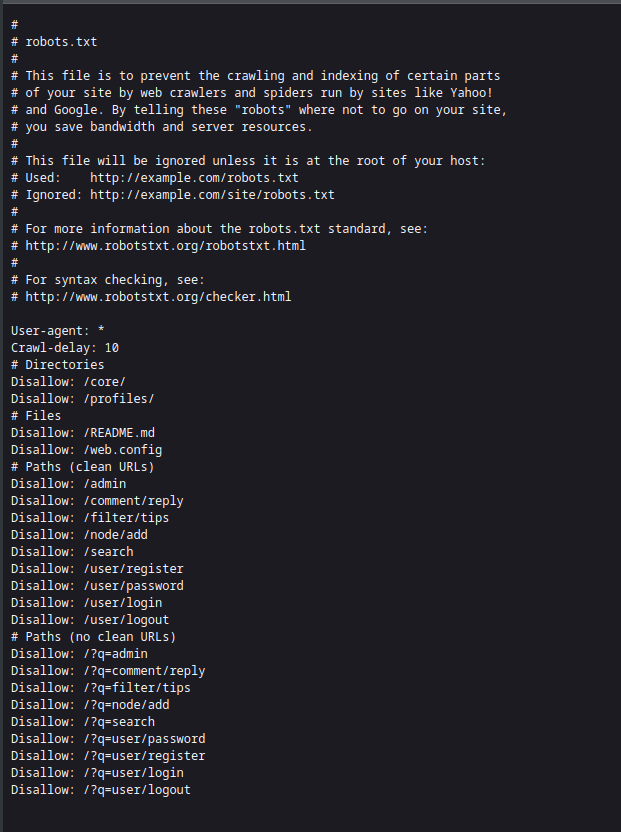 #
# robots.txt
#
# This file is to prevent the crawling and indexing of certain parts
# of your site by web crawlers and spiders run by sites like Yahoo!
# and Google. By telling these "robots" where not to go on your site,
# you save bandwidth and server resources.
#
# This file will be ignored unless it is at the root of your host:
# Used:    http://example.com/robots.txt
# Ignored: http://example.com/site/robots.txt
#
# For more information about the robots.txt standard, see:
# http://www.robotstxt.org/robotstxt.html
#
# For syntax checking, see:
# http://www.robotstxt.org/checker.html

User-agent: *
Crawl-delay: 10
# Directories
Disallow: /core/
Disallow: /profiles/
# Files
Disallow: /README.md
Disallow: /web.config
# Paths (clean URLs)
Disallow: /admin
Disallow: /comment/reply
Disallow: /filter/tips
Disallow: /node/add
Disallow: /search
Disallow: /user/register
Disallow: /user/password
Disallow: /user/login
Disallow: /user/logout
# Paths (no clean URLs)
Disallow: /?q=admin
Disallow: /?q=comment/reply
Disallow: /?q=filter/tips
Disallow: /?q=node/add
Disallow: /?q=search
Disallow: /?q=user/password
Disallow: /?q=user/register
Disallow: /?q=user/login
Disallow: /?q=user/logout